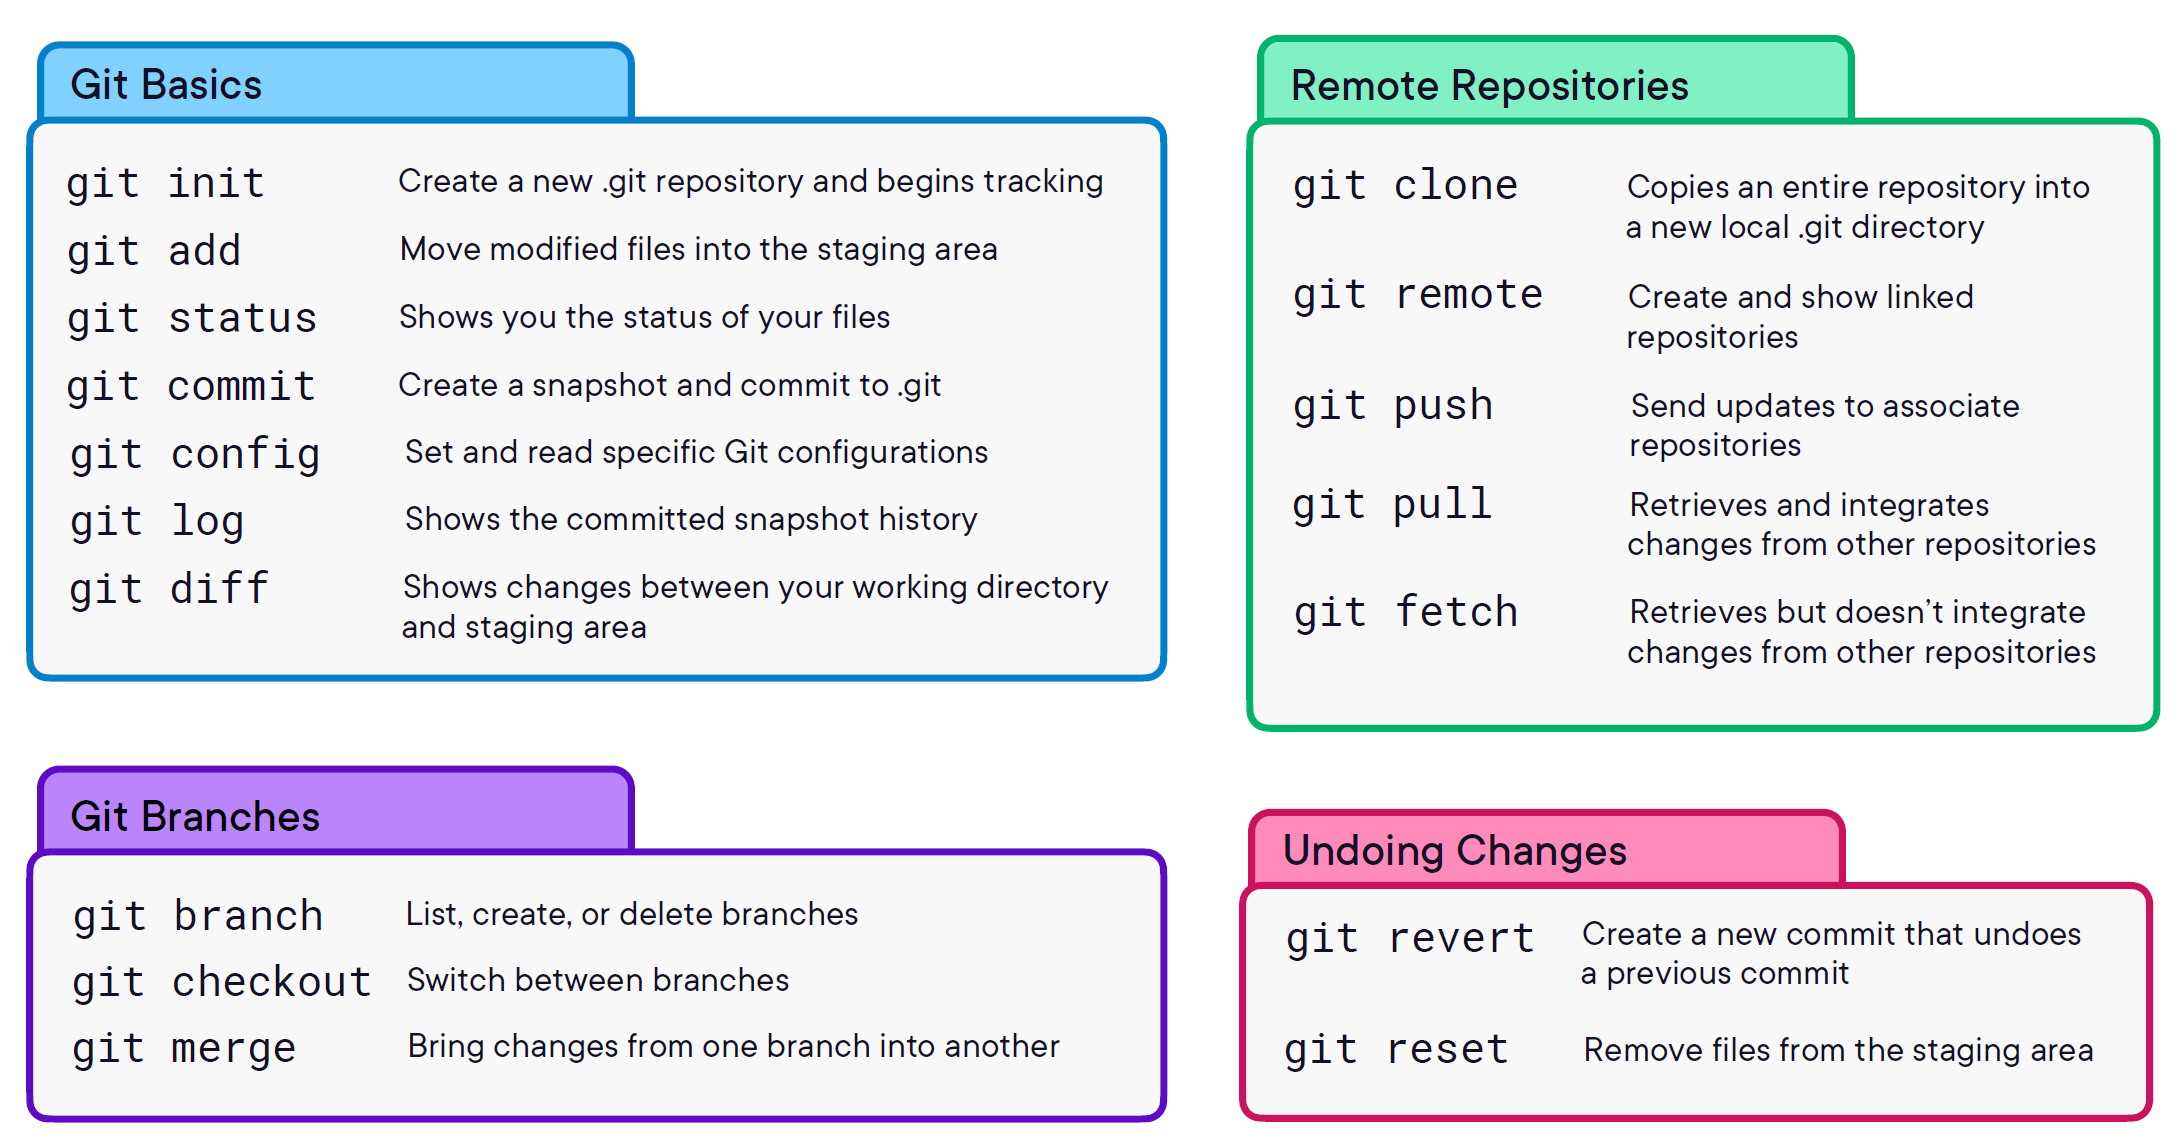 Git Basics
git init Create a new .git repository and begins tracking
git add Move modified files into the staging area
git status Shows you the status of your files
git commit Create a snapshot and commit to .git
git config Set and read specific Git configurations
git log Shows the committed snapshot history
git diff Shows changes between your working directory
and staging area
Remote Repositories
git clone Copies an entire repository into
a new local .git directory
git remote Create and show linked
repositories
git push Send updates to associate
repositories
git pull Retrieves and integrates
changes from other repositories
git fetch Retrieves but doesn’t integrate
changes from other repositories
Git Branches
git branch List, create, or delete branches
git checkout Switch between branches
git merge Bring changes from one branch into another
Undoing Changes
git revert Create a new commit that undoes
a previous commit
git reset Remove files from the staging area